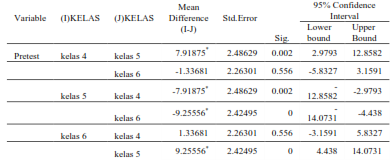 Variable (I)KELAS (J)KELAS Mean Difference (I-J) Std.Error Sig. 95% Confidence Interval
Lower bound Upper Bound
Pretest kelas 4 kelas 5 7.91875* 2.48629 0.002 2.9793 12.8582
kelas 6 -1.33681 2.26301 0.556 -5.8327 3.1591
kelas 5 kelas 4 -7.91875* 2.48629 0.002 -12.8582 -2.9793
kelas 6 -9.25556* 2.42495 0 -14.0731 -4.438
kelas 6 kelas 4 1.33681 2.26301 0.556 -3.1591 5.8327
kelas 5 9.25556* 2.42495 0 4.438 14.0731